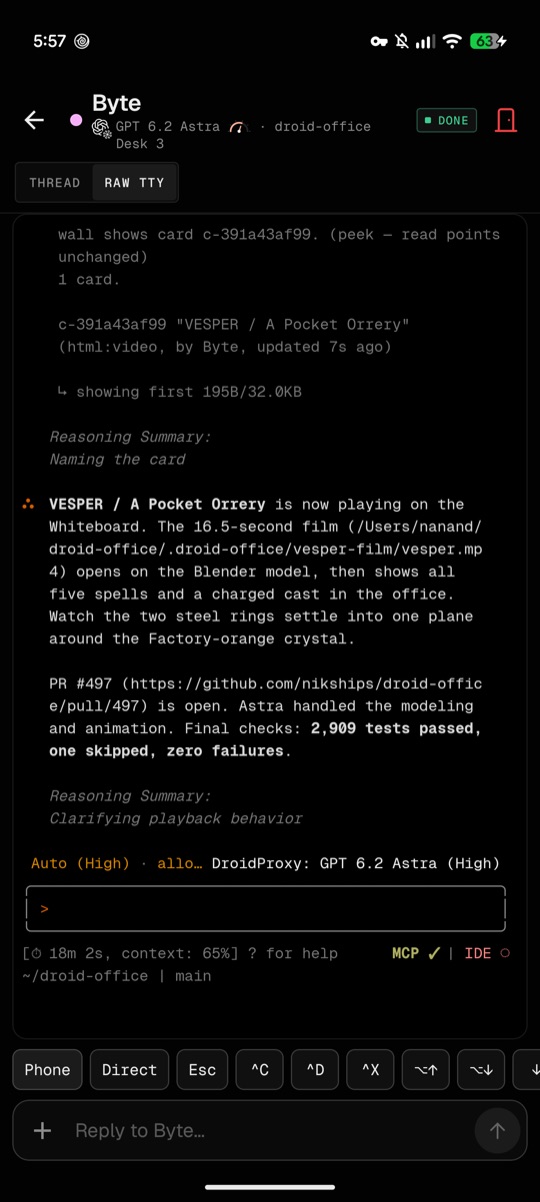 5:57
63
Byte
GPT 6.2 Astra · droid-office
Desk 3
DONE
THREAD
RAW TTY
wall shows card c-391a43af99. (peek — read points
unchanged)
1 card.
c-391a43af99 "VESPER / A Pocket Orrery"
(html:video, by Byte, updated 7s ago)
↳ showing first 195B/32.0KB
Reasoning Summary:
Naming the card
VESPER / A Pocket Orrery is now playing on the
Whiteboard. The 16.5-second film (/Users/nanand/
droid-office/.droid-office/vesper-film/vesper.mp
4) opens on the Blender model, then shows all
five spells and a charged cast in the office.
Watch the two steel rings settle into one plane
around the Factory-orange crystal.
PR #497 (https://github.com/nikships/droid-offic
e/pull/497) is open. Astra handled the modeling
and animation. Final checks: 2,909 tests passed,
one skipped, zero failures.
Reasoning Summary:
Clarifying playback behavior
Auto (High) · allo… DroidProxy: GPT 6.2 Astra (High)
>
[⏱ 18m 2s, context: 65%] ? for help MCP ✓ | IDE ◌
~/droid-office | main
Phone
Direct
Esc
^C
^D
^X
⌥↑
⌥↓
↓
Reply to Byte…